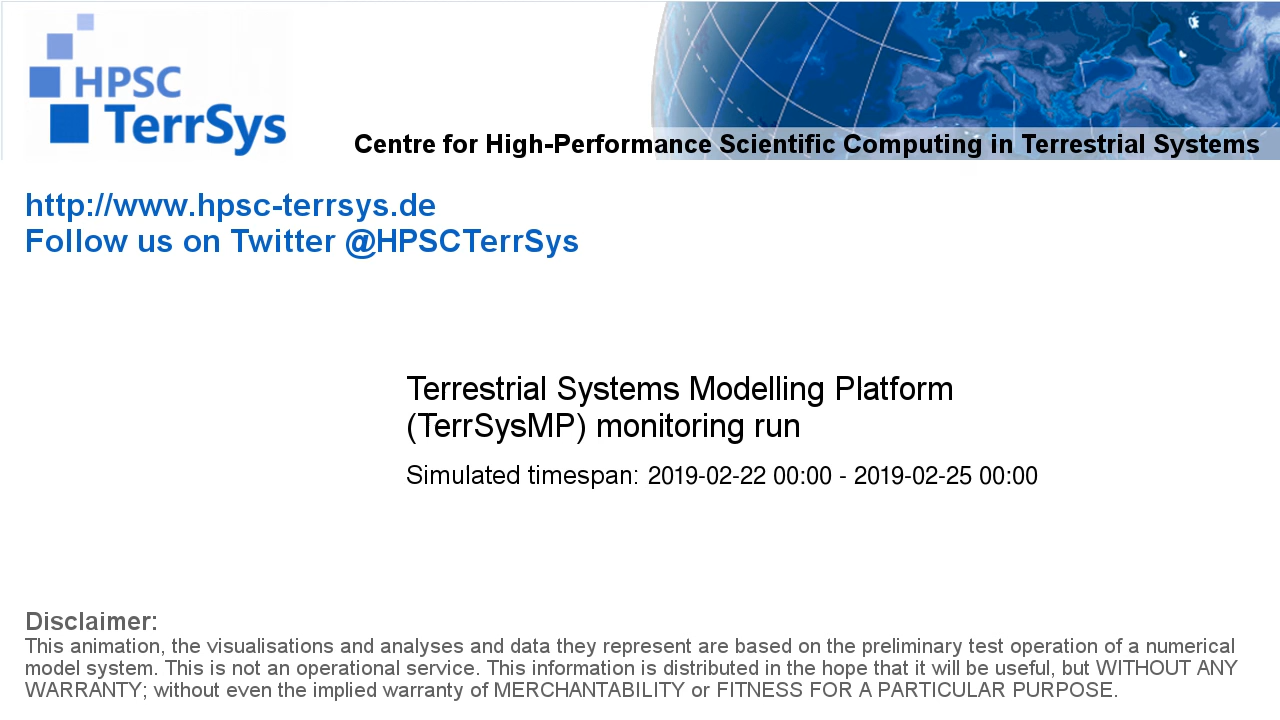 HPSC
TerrSys
Centre for High-Performance Scientific Computing in Terrestrial Systems
http://www.hpsc-terrsys.de
Follow us on Twitter @HPSCTerrSys
Terrestrial Systems Modelling Platform
(TerrSysMP) monitoring run
Simulated timespan: 2019-02-22 00:00 - 2019-02-25 00:00
Disclaimer:
This animation, the visualisations and analyses and data they represent are based on the preliminary test operation of a numerical
model system. This is not an operational service. This information is distributed in the hope that it will be useful, but WITHOUT ANY
WARRANTY; without even the implied warranty of MERCHANTABILITY or FITNESS FOR A PARTICULAR PURPOSE.